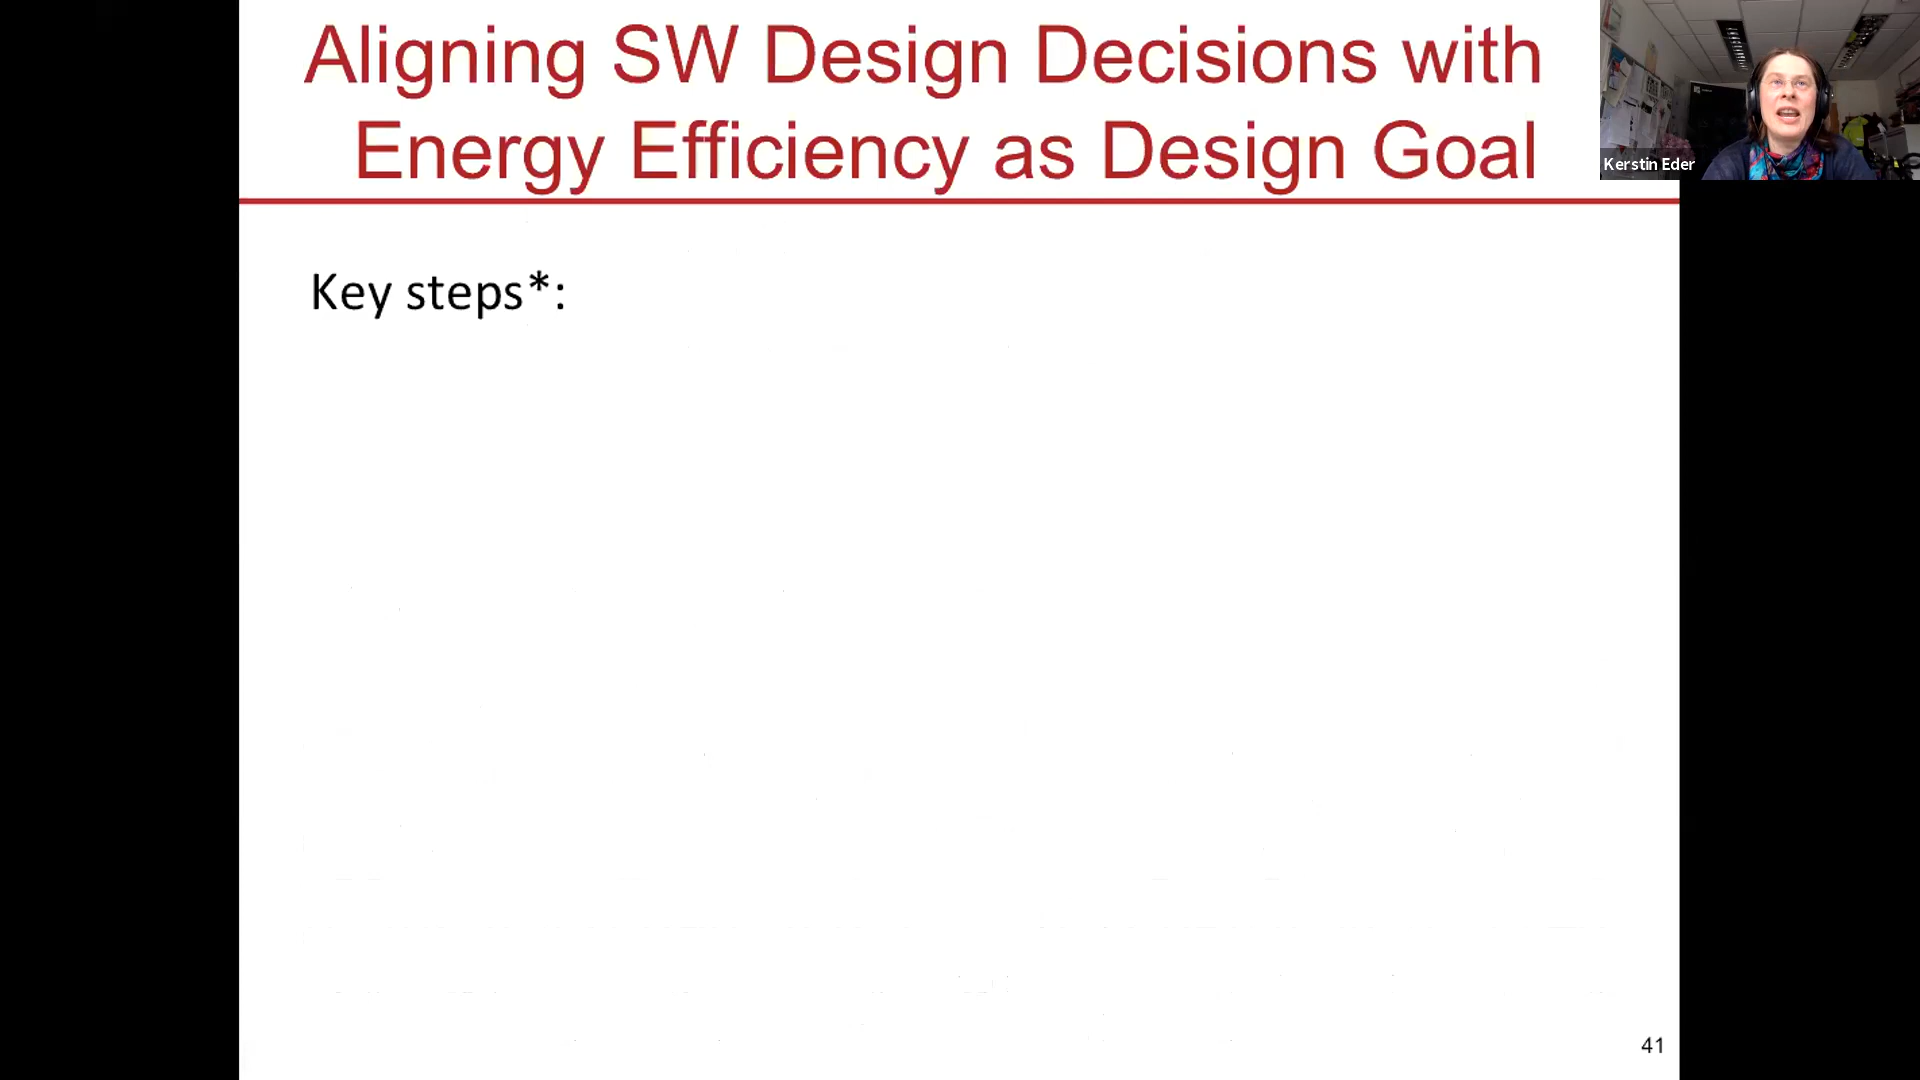 Aligning SW Design Decisions with
Energy Efficiency as Design Goal
Kerstin Eder
Key steps*:
41